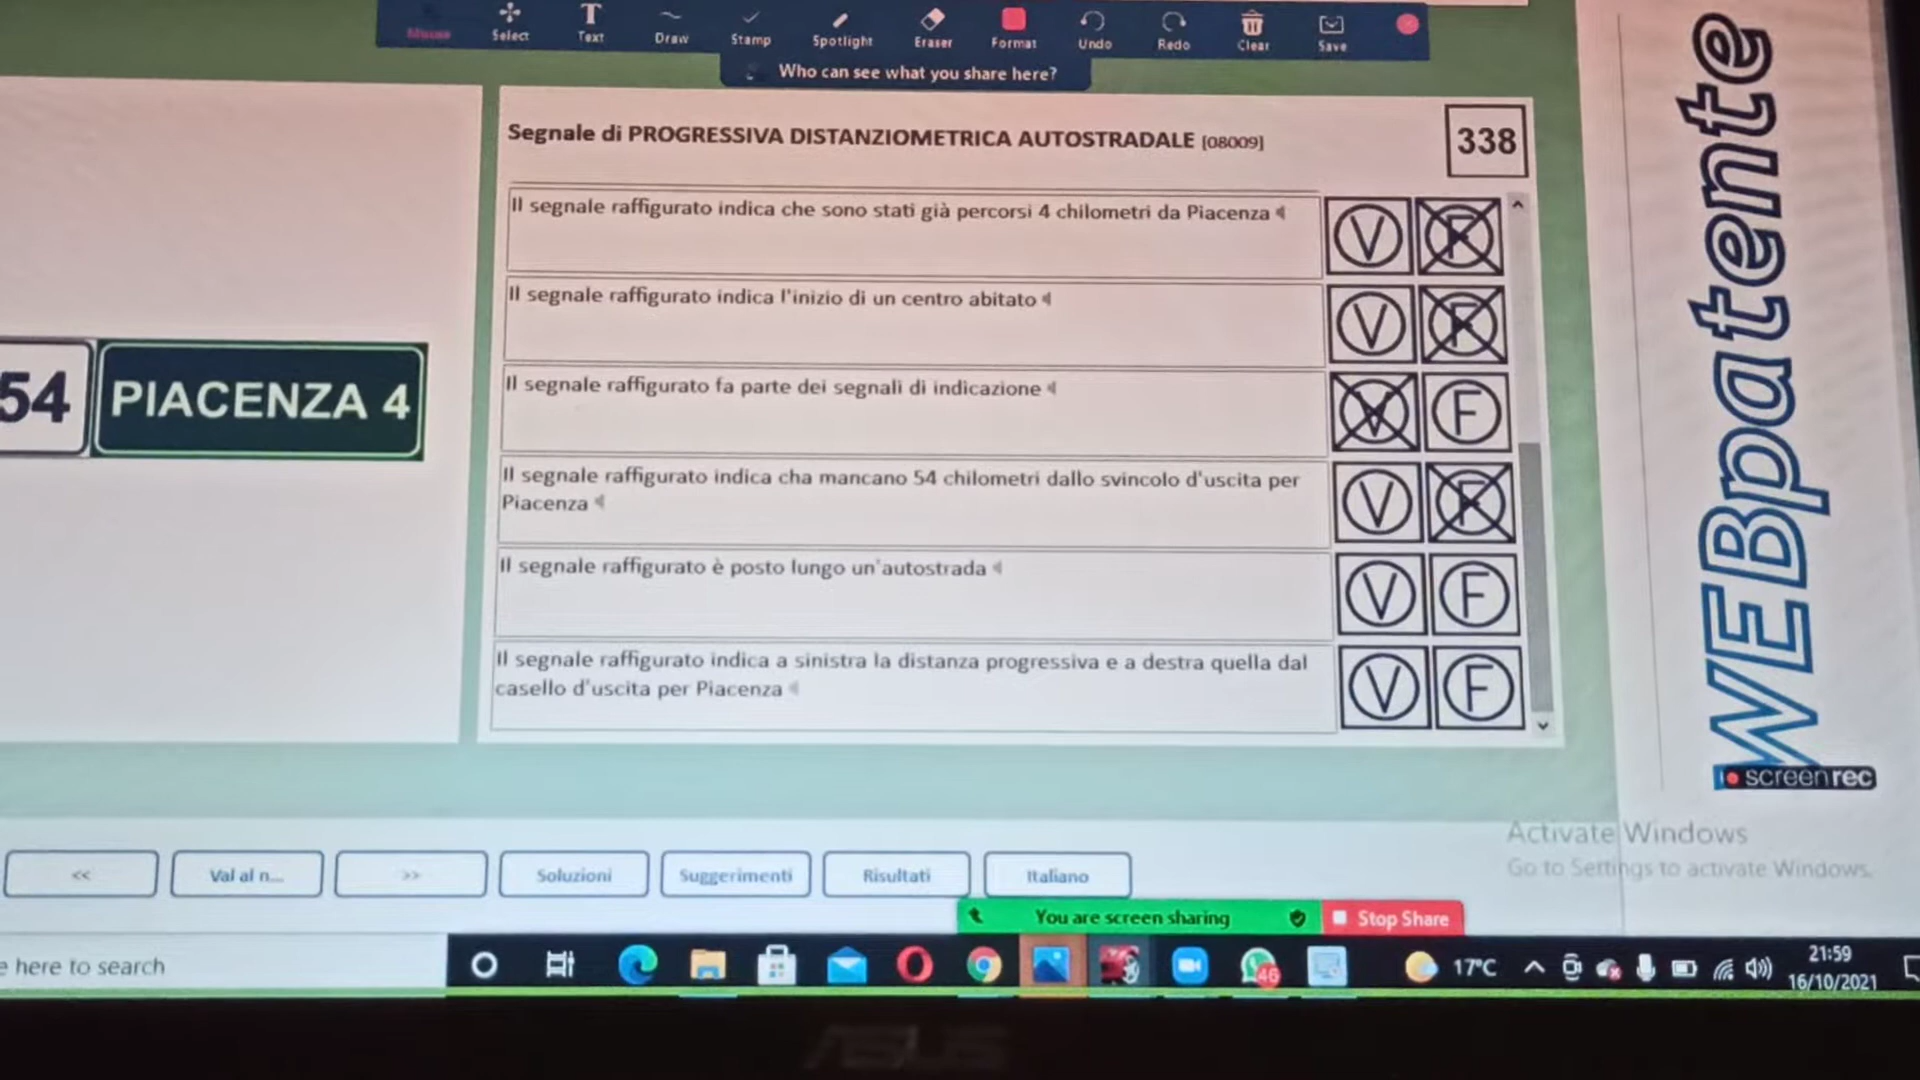 Mouse
Select
Text
Draw
Stamp
Spotlight
Eraser
Format
Undo
Redo
Clear
Save
Who can see what you share here?
Segnale di PROGRESSIVA DISTANZIOMETRICA AUTOSTRADALE [08009]
338
Il segnale raffigurato indica che sono stati già percorsi 4 chilometri da Piacenza
V F
Il segnale raffigurato indica l'inizio di un centro abitato
V F
Il segnale raffigurato fa parte dei segnali di indicazione
V F
54 PIACENZA 4
Il segnale raffigurato indica cha mancano 54 chilometri dallo svincolo d'uscita per
Piacenza
V F
Il segnale raffigurato è posto lungo un'autostrada
V F
Il segnale raffigurato indica a sinistra la distanza progressiva e a destra quella dal
casello d'uscita per Piacenza
V F
WEBpatente
screenrec
Activate Windows
Go to Settings to activate Windows.
<<
Vai al n...
>>
Soluzioni
Suggerimenti
Risultati
Italiano
You are screen sharing
Stop Share
e here to search
46
17°C
21:59
16/10/2021
ASUS